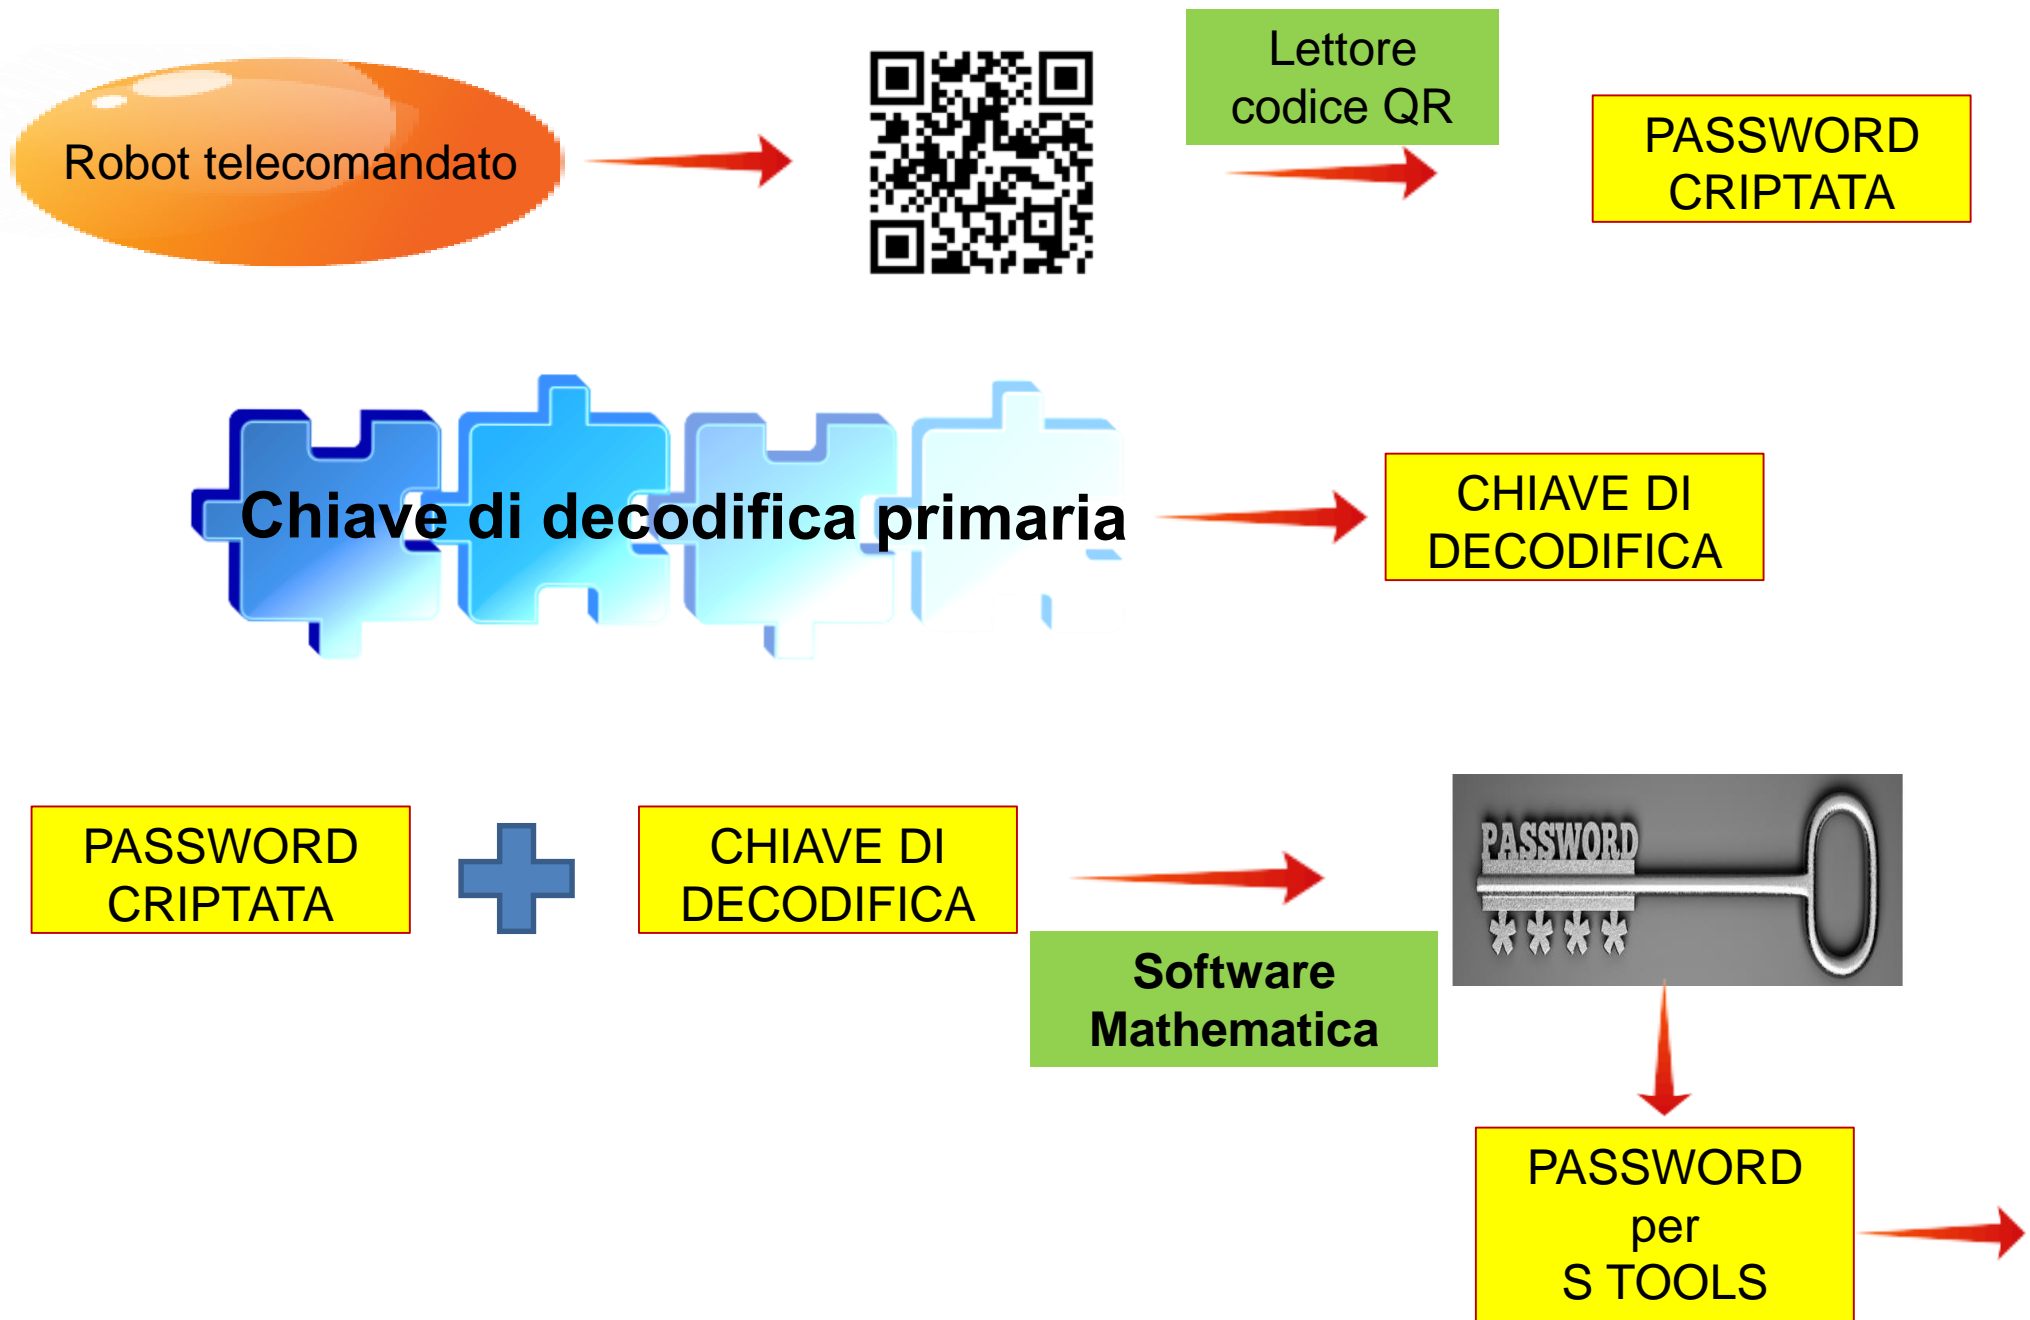 Robot telecomandato
Lettore
codice QR
PASSWORD
CRIPTATA
Chiave di decodifica primaria
CHIAVE DI
DECODIFICA
PASSWORD
CRIPTATA
CHIAVE DI
DECODIFICA
Software
Mathematica
PASSWORD
****
PASSWORD
per
S TOOLS